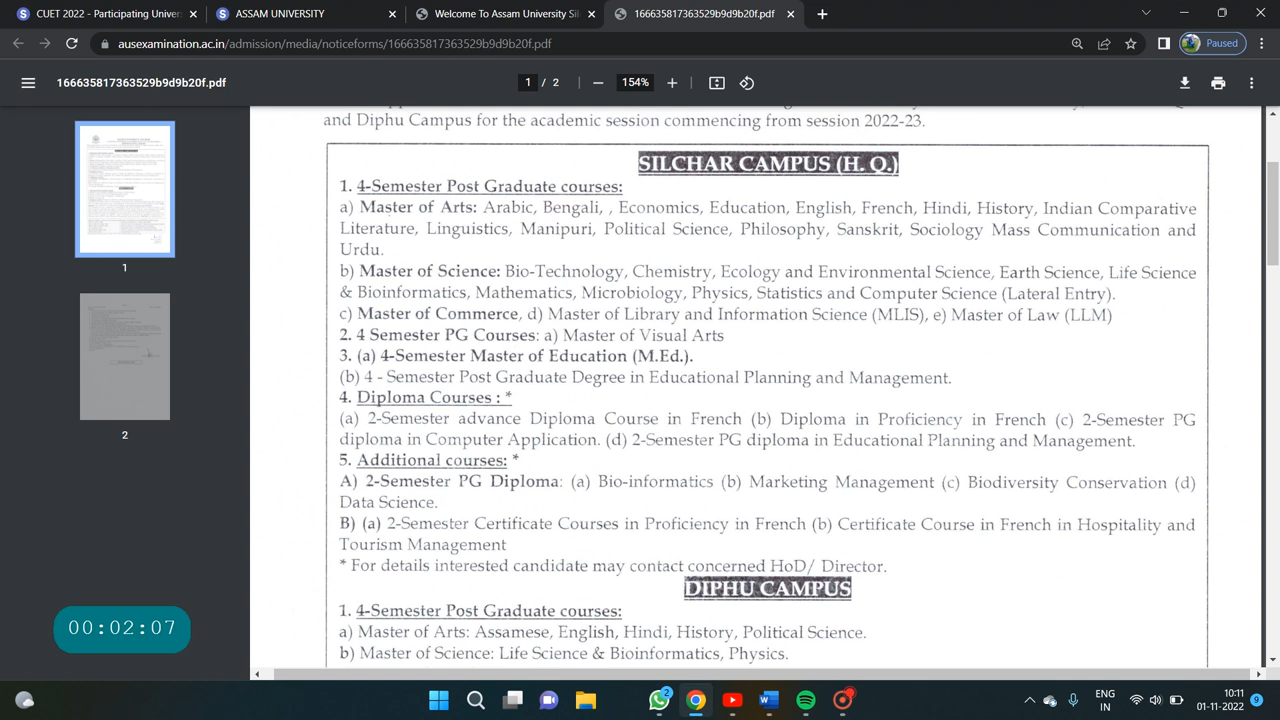 CUET 2022 - Participating Univer
ASSAM UNIVERSITY
Welcome To Assam University Sil
166635817363529b9d9b20f.pdf
ausexamination.ac.in/admission/media/noticeforms/166635817363529b9d9b20f.pdf
Paused
166635817363529b9d9b20f.pdf
1 / 2
154%
1
2
and Diphu Campus for the academic session commencing from session 2022-23.
SILCHAR CAMPUS (H. Q.)
1. 4-Semester Post Graduate courses:
a) Master of Arts: Arabic, Bengali, , Economics, Education, English, French, Hindi, History, Indian Comparative
Literature, Linguistics, Manipuri, Political Science, Philosophy, Sanskrit, Sociology Mass Communication and
Urdu.
b) Master of Science: Bio-Technology, Chemistry, Ecology and Environmental Science, Earth Science, Life Science
& Bioinformatics, Mathematics, Microbiology, Physics, Statistics and Computer Science (Lateral Entry).
c) Master of Commerce, d) Master of Library and Information Science (MLIS), e) Master of Law (LLM)
2. 4 Semester PG Courses, a) Master of Visual Arts
3. (a) 4-Semester Master of Education (M.Ed.).
(b) 4 - Semester Post Graduate Degree in Educational Planning and Management.
4. Diploma Courses : *
(a) 2-Semester advance Diploma Course in French (b) Diploma in Proficiency in French (c) 2-Semester PG
diploma in Computer Application. (d) 2-Semester PG diploma in Educational Planning and Management.
5. Additional courses: *
A) 2-Semester PG Diploma: (a) Bio-informatics (b) Marketing Management (c) Biodiversity Conservation (d)
Data Science.
B) (a) 2-Semester Certificate Courses in Proficiency in French (b) Certificate Course in French in Hospitality and
Tourism Management
* For details interested candidate may contact concerned HoD/ Director.
DIPHU CAMPUS
1. 4-Semester Post Graduate courses:
a) Master of Arts: Assamese, English, Hindi, History, Political Science.
b) Master of Science: Life Science & Bioinformatics, Physics.
00:02:07
2
ENG
IN
10:11
01-11-2022
9